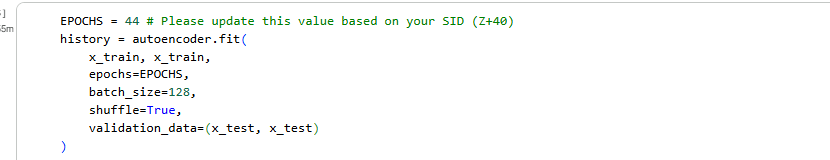 ]
5m
EPOCHS = 44 # Please update this value based on your SID (Z+40)
history = autoencoder.fit(
    x_train, x_train,
    epochs=EPOCHS,
    batch_size=128,
    shuffle=True,
    validation_data=(x_test, x_test)
)